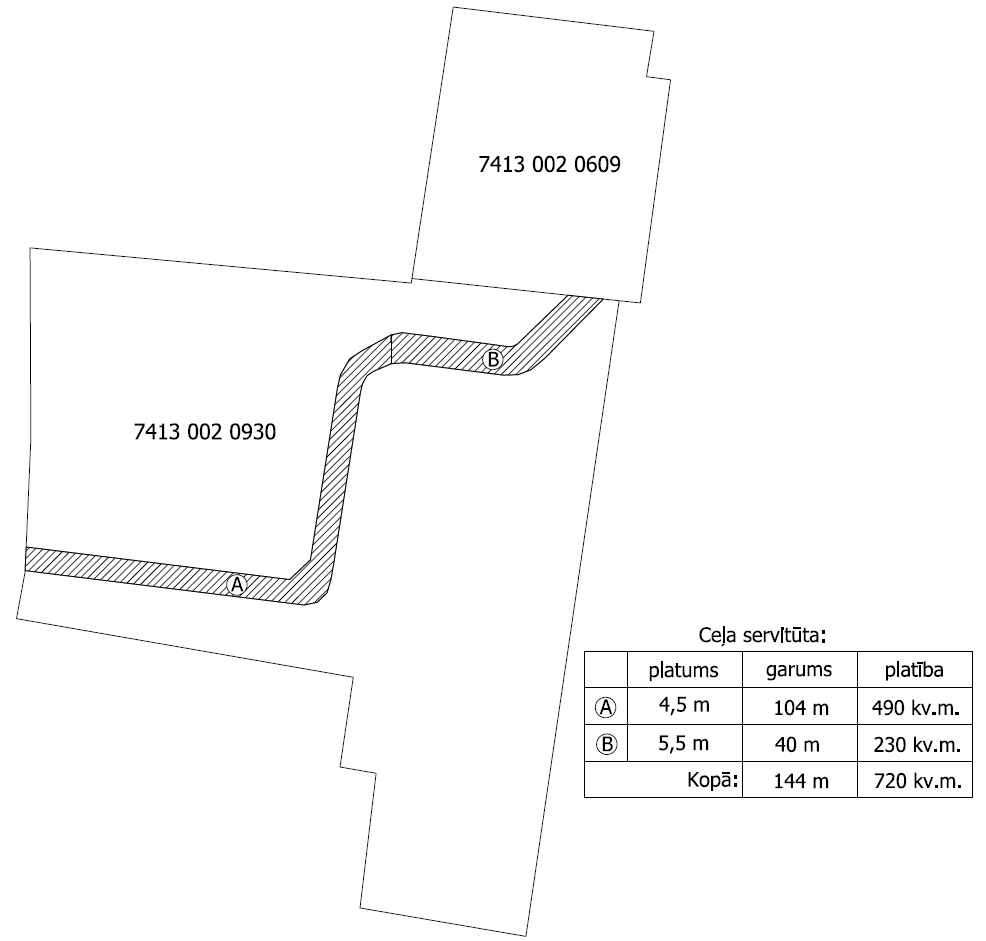 7413 002 0609
7413 002 0930
B
A
Ceļa servītūta:
platums garums platība
A 4,5 m 104 m 490 kv.m.
B 5,5 m 40 m 230 kv.m.
Kopā: 144 m 720 kv.m.